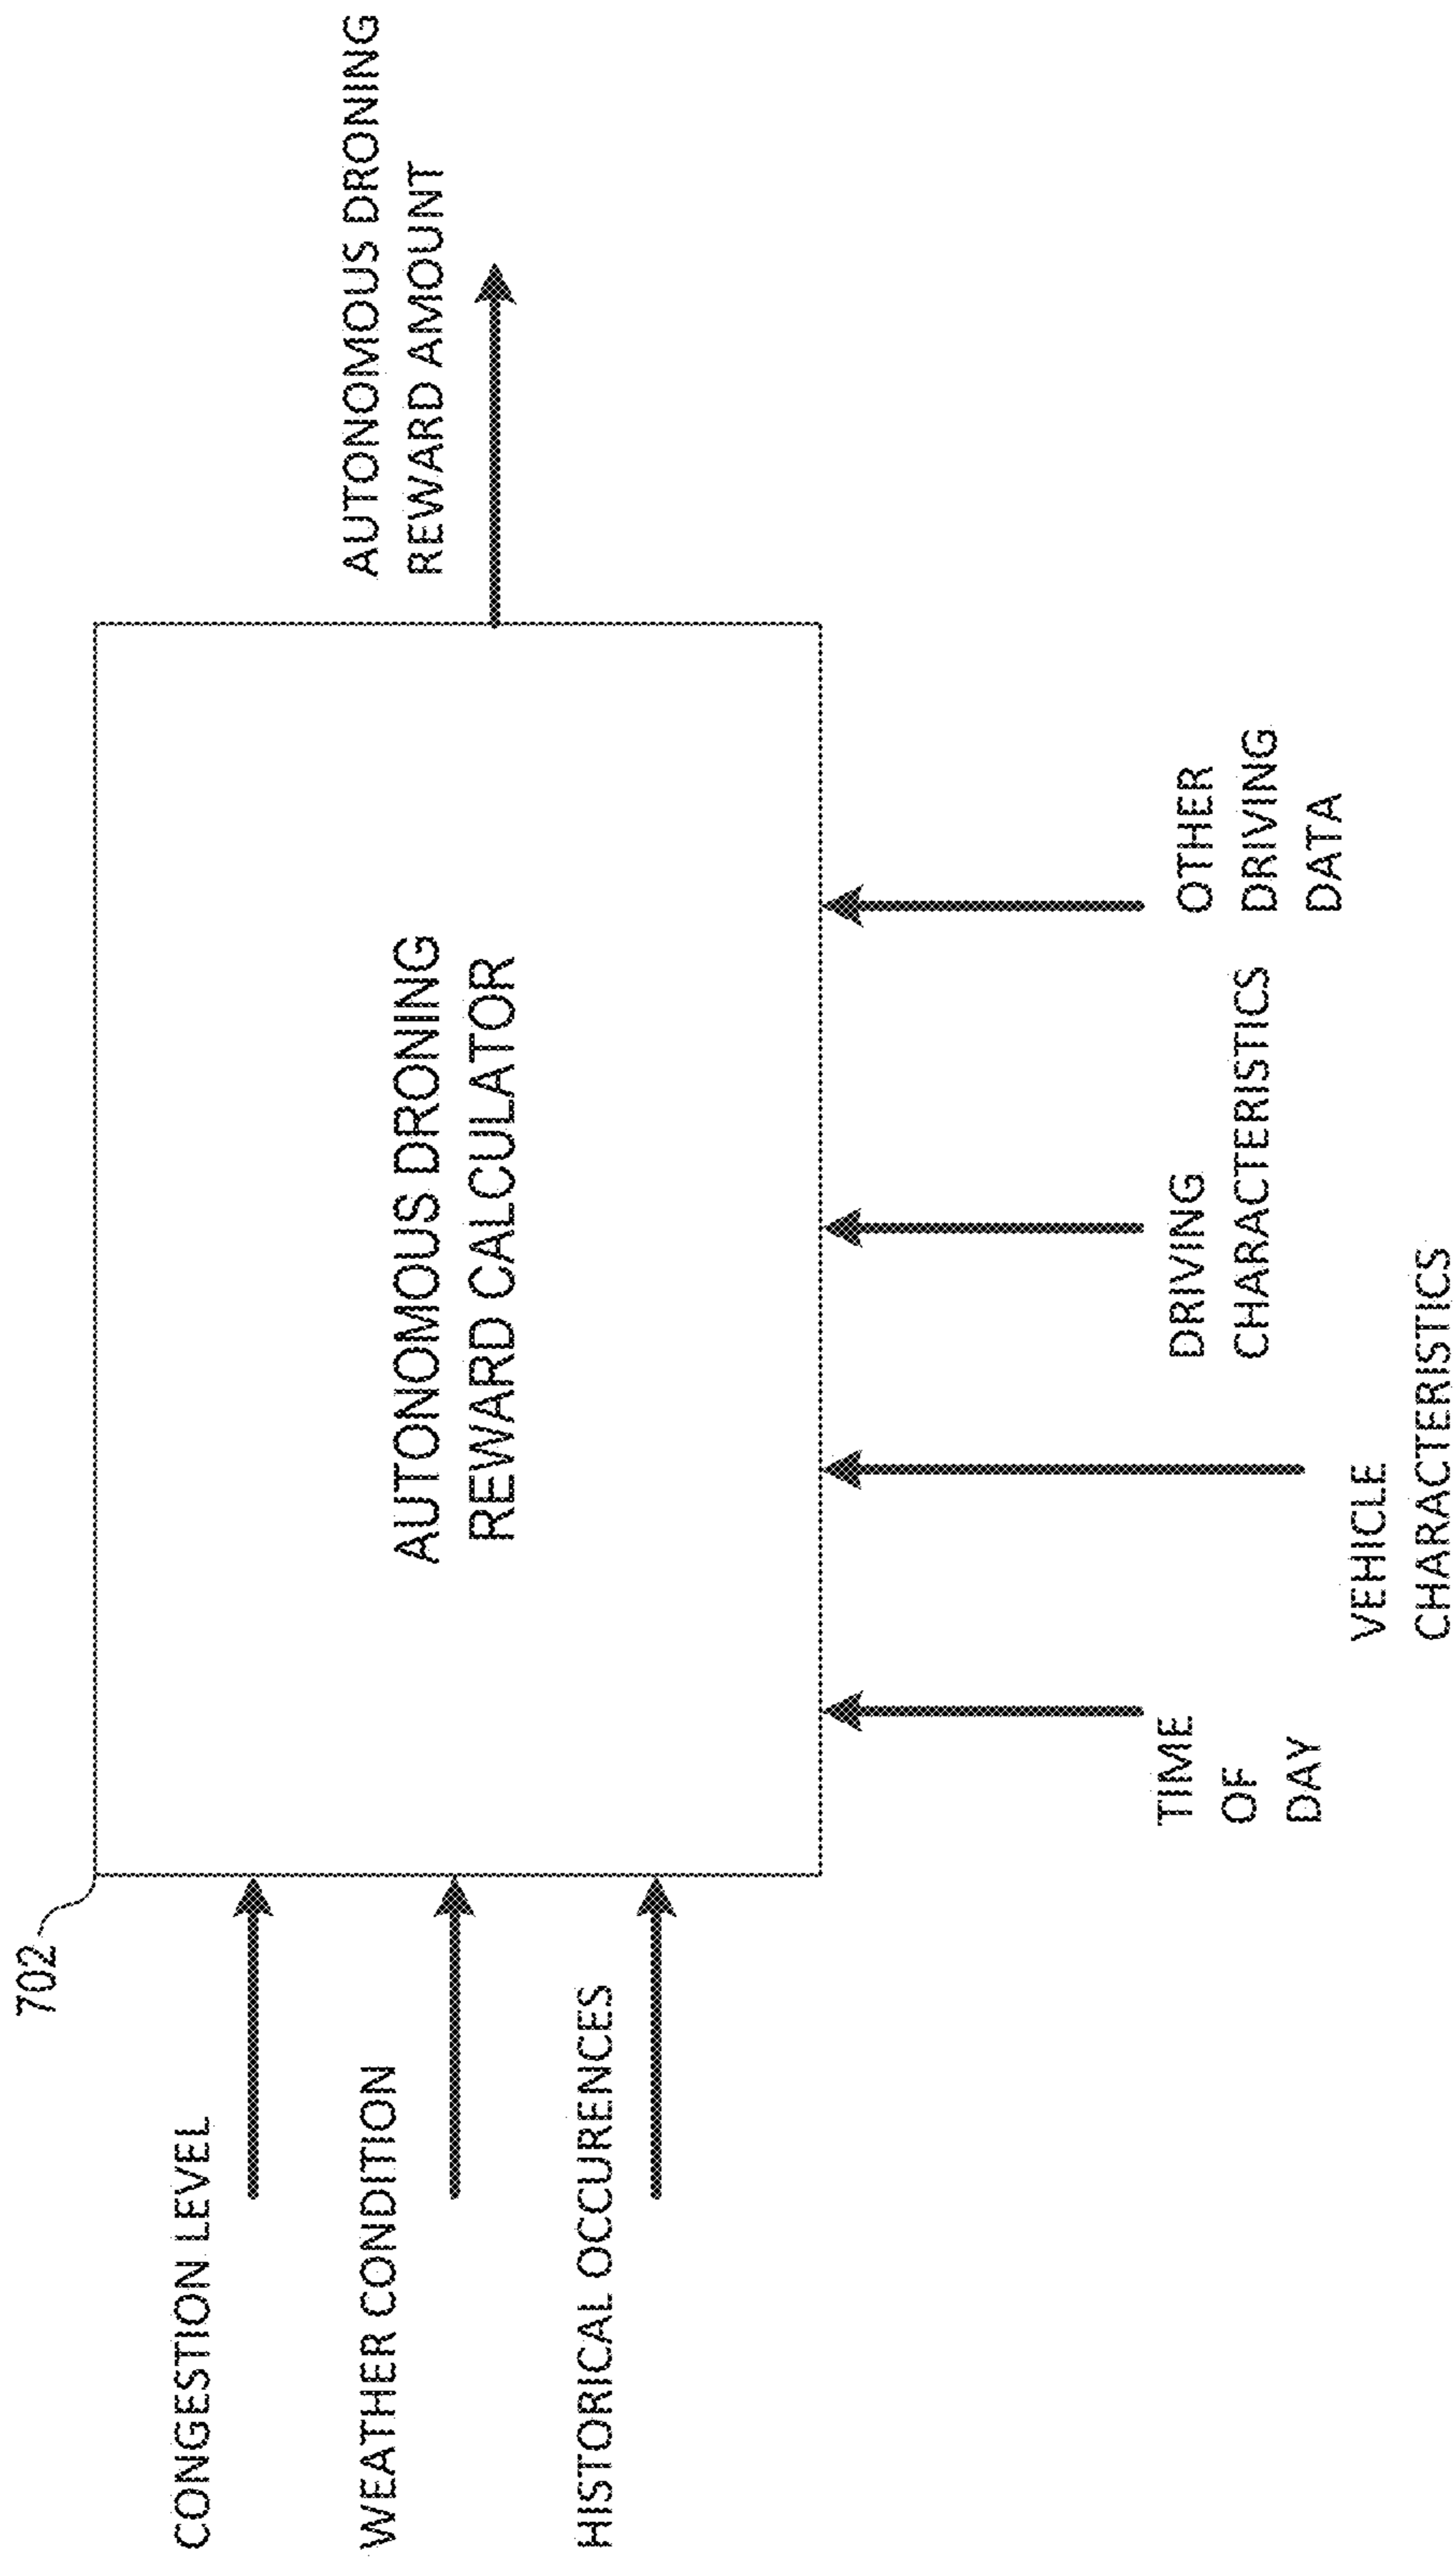 702
CONGESTION LEVEL
WEATHER CONDITION
HISTORICAL OCCURENCES
AUTONOMOUS DRONING
REWARD CALCULATOR
AUTONOMOUS DRONING
REWARD AMOUNT
TIME
OF
DAY
VEHICLE
CHARACTERISTICS
DRIVING
CHARACTERISTICS
OTHER
DRIVING
DATA